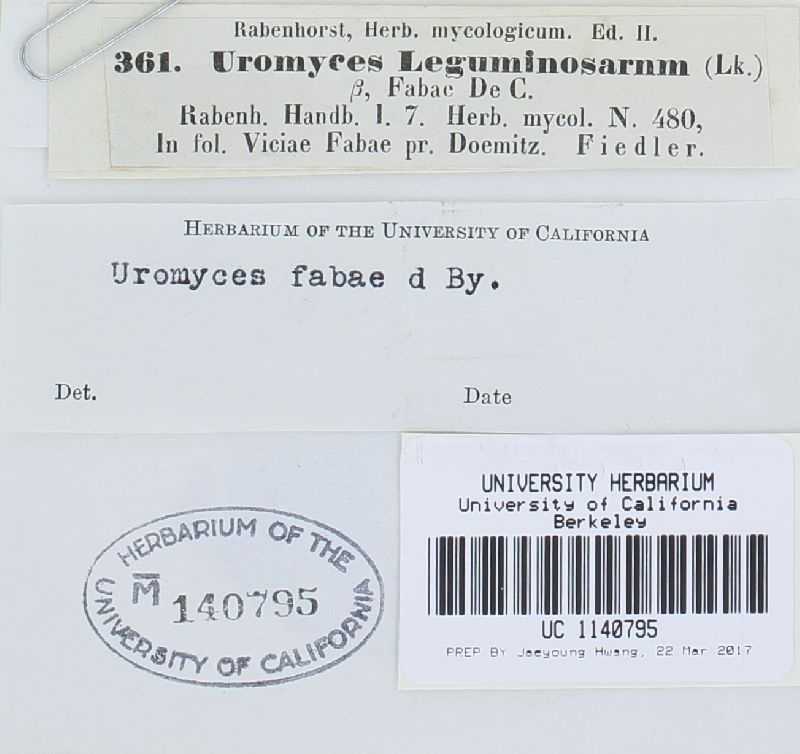 Rabenhorst, Herb. mycologicum. Ed. II.
361. Uromyces Leguminosarnm (Lk.)
β, Fabae De C.
Rabenh. Handb. I. 7. Herb. mycol. N. 480,
In fol. Viciae Fabae pr. Doemitz. Fiedler.
HERBARIUM OF THE UNIVERSITY OF CALIFORNIA
Uromyces fabae d By.
Det. Date
HERBARIUM OF THE
M 140795
UNIVERSITY OF CALIFORNIA
UNIVERSITY HERBARIUM
University of California
Berkeley
UC 1140795
PREP BY Jaeyoung Hwang, 22 Mar 2017